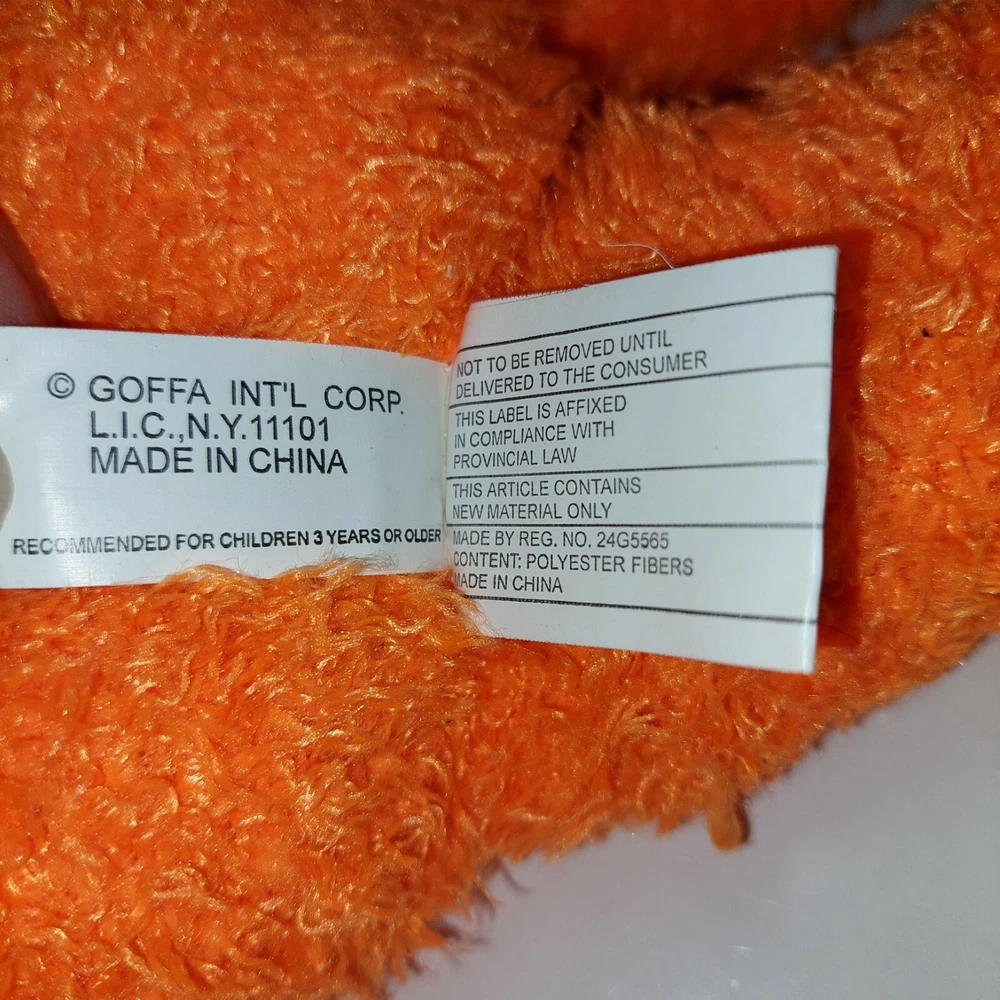 © GOFFA INT'L CORP.
L.I.C.,N.Y.11101
MADE IN CHINA
RECOMMENDED FOR CHILDREN 3 YEARS OR OLDER
NOT TO BE REMOVED UNTIL
DELIVERED TO THE CONSUMER
THIS LABEL IS AFFIXED
IN COMPLIANCE WITH
PROVINCIAL LAW
THIS ARTICLE CONTAINS
NEW MATERIAL ONLY
MADE BY REG. NO. 24G5565
CONTENT: POLYESTER FIBERS
MADE IN CHINA